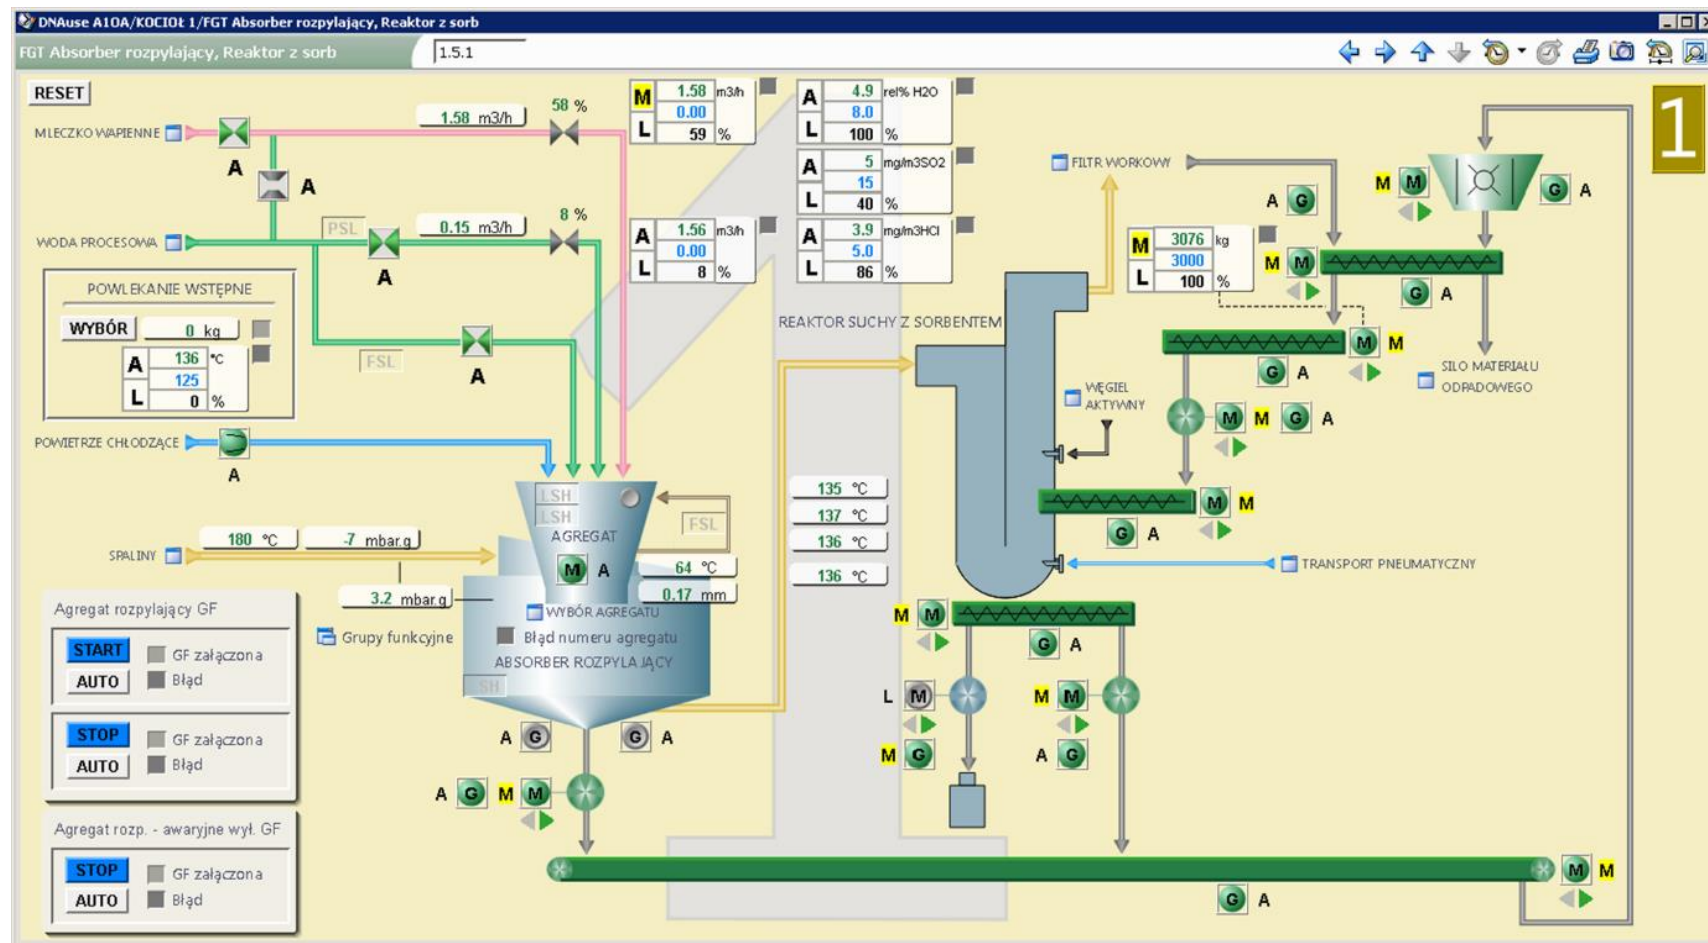 DNAuse A10A/KOCIOŁ 1/FGT Absorber rozpylający, Reaktor z sorb
FGT Absorber rozpylający, Reaktor z sorb
1.5.1
RESET
1
MLECZKO WAPIENNE
A
A
1.58 m3/h
58 %
M 1.58 m3/h
0.00
L 59 %
A 4.9 rel% H2O
8.0
L 100 %
A 5 mg/m3SO2
15
L 40 %
A 3.9 mg/m3HCl
5.0
L 86 %
WODA PROCESOWA
PSL
A
0.15 m3/h
8 %
A 1.56 m3/h
0.00
L 8 %
POWLEKANIE WSTĘPNE
WYBÓR 0 kg
A 136 °C
125
L 0 %
FSL
A
POWIETRZE CHŁODZĄCE
A
SPALINY
180 °C
-7 mbar.g
3.2 mbar.g
LSH
LSH
FSL
AGREGAT
M A
64 °C
0.17 mm
WYBÓR AGREGATU
Błąd numeru agregatu
ABSORBER ROZPYLAJĄCY
LSH
Grupy funkcyjne
A G
G A
A G M M
Agregat rozpylający GF
START GF załączona
AUTO Błąd
STOP GF załączona
AUTO Błąd
Agregat rozp. - awaryjne wył. GF
STOP GF załączona
AUTO Błąd
135 °C
137 °C
136 °C
136 °C
REAKTOR SUCHY Z SORBENTEM
FILTR WORKOWY
A G
M M
G A
M 3076 kg
3000
L 100 %
M M
G A
M M
G A
SILO MATERIAŁU
ODPADOWEGO
WĘGIEL
AKTYWNY
M M G A
M M
G A
TRANSPORT PNEUMATYCZNY
M M
G A
L M
M M
M G
A G
M M
G A